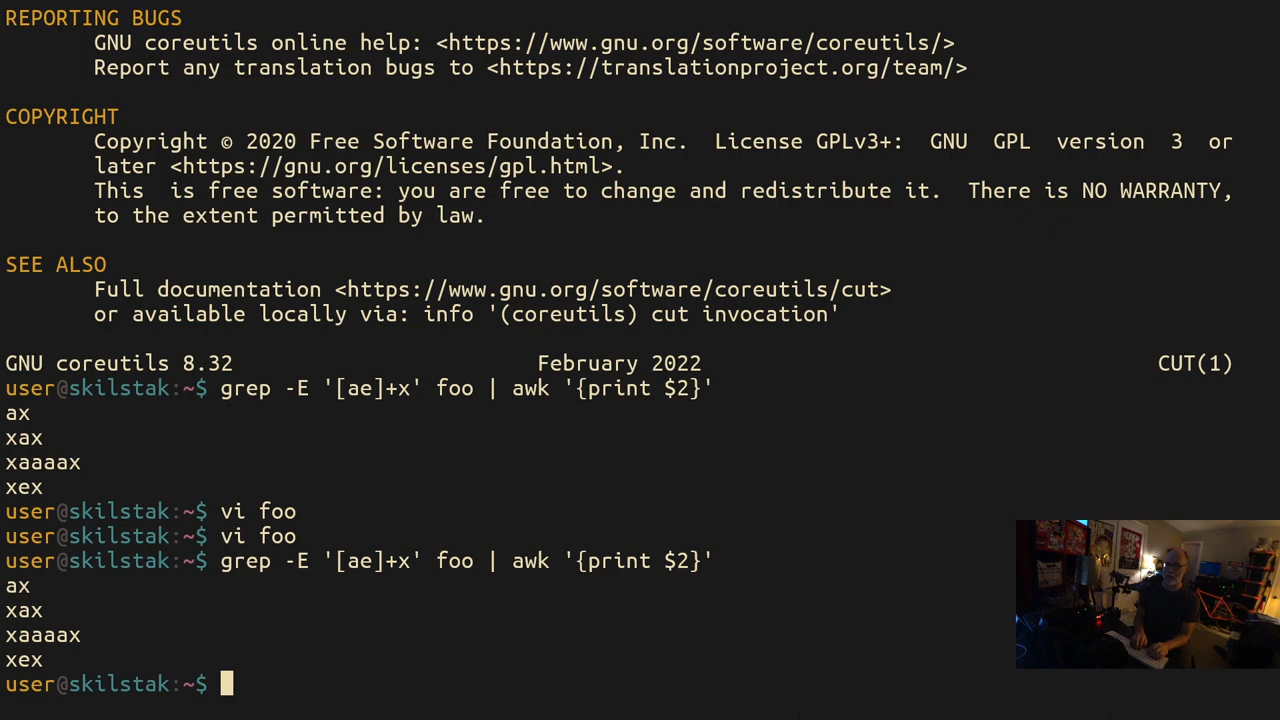 REPORTING BUGS
GNU coreutils online help: <https://www.gnu.org/software/coreutils/>
Report any translation bugs to <https://translationproject.org/team/>
COPYRIGHT
Copyright © 2020 Free Software Foundation, Inc.  License GPLv3+:  GNU  GPL  version  3  or
later <https://gnu.org/licenses/gpl.html>.
This  is free software: you are free to change and redistribute it.  There is NO WARRANTY,
to the extent permitted by law.
SEE ALSO
Full documentation <https://www.gnu.org/software/coreutils/cut>
or available locally via: info '(coreutils) cut invocation'
GNU coreutils 8.32 February 2022 CUT(1)
user@skilstak:~$ grep -E '[ae]+x' foo | awk '{print $2}'
ax
xax
xaaaax
xex
user@skilstak:~$ vi foo
user@skilstak:~$ vi foo
user@skilstak:~$ grep -E '[ae]+x' foo | awk '{print $2}'
ax
xax
xaaaax
xex
user@skilstak:~$